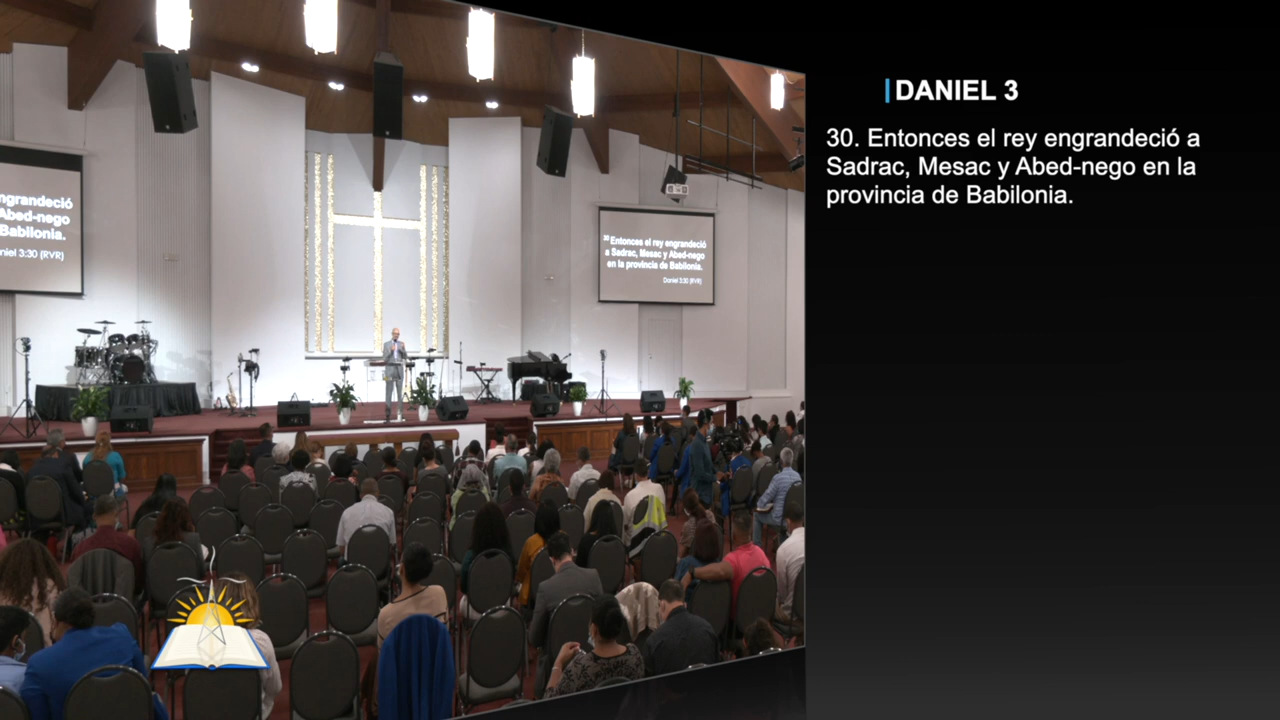 DANIEL 3
30. Entonces el rey engrandeció a
Sadrac, Mesac y Abed-nego en la
provincia de Babilonia.
ngrandeció
Abed-nego
Babilonia.
niel 3:30 (RVR)
30 Entonces el rey engrandeció
a Sadrac, Mesac y Abed-nego
en la provincia de Babilonia.
Daniel 3:30 (RVR)